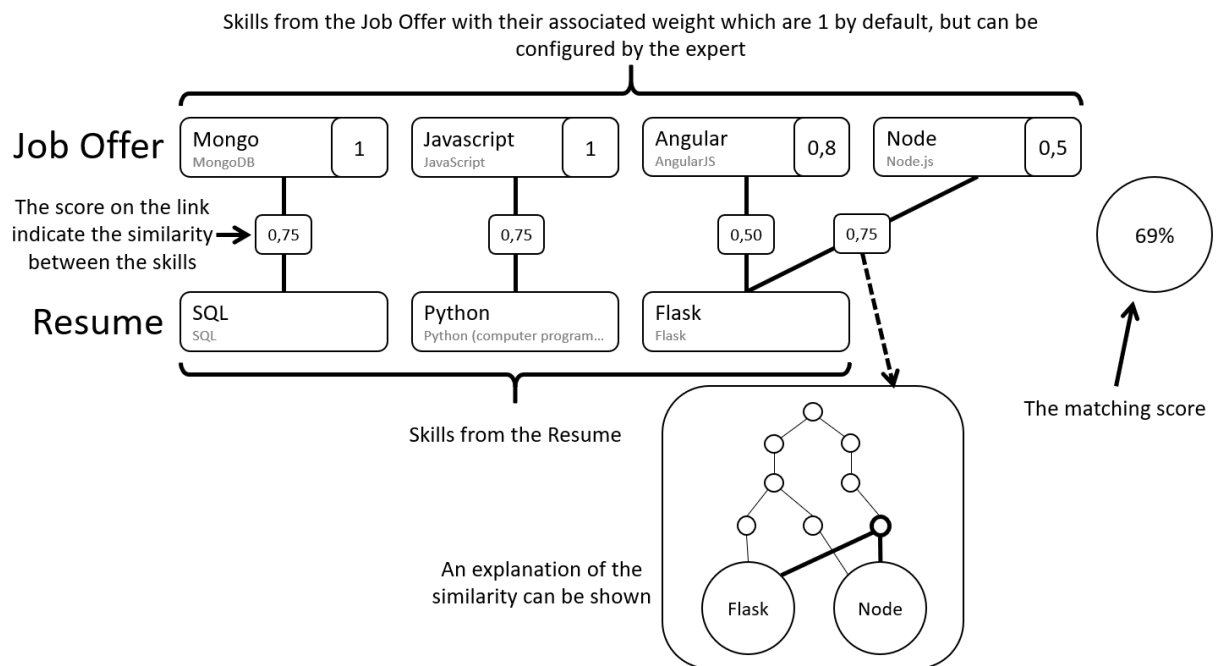 Skills from the Job Offer with their associated weight which are 1 by default, but can be
configured by the expert
Job Offer
Mongo
MongoDB
1
Javascript
JavaScript
1
Angular
AngularJS
0,8
Node
Node.js
0,5
The score on the link
indicate the similarity
between the skills
0,75
0,75
0,50
0,75
69%
Resume
SQL
SQL
Python
Python (computer program...
Flask
Flask
The matching score
Skills from the Resume
An explanation of the
similarity can be shown
Flask
Node